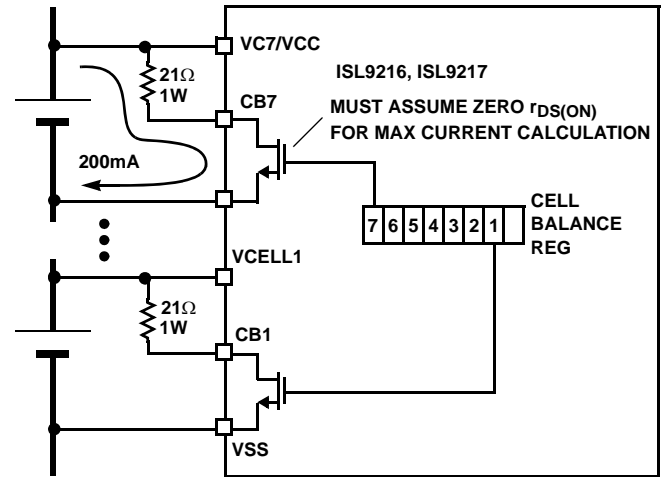 VC7/VCC
21Ω
1W
ISL9216, ISL9217
CB7
MUST ASSUME ZERO rDS(ON)
FOR MAX CURRENT CALCULATION
200mA
7 6 5 4 3 2 1
CELL
BALANCE
REG
VCELL1
21Ω
1W
CB1
VSS